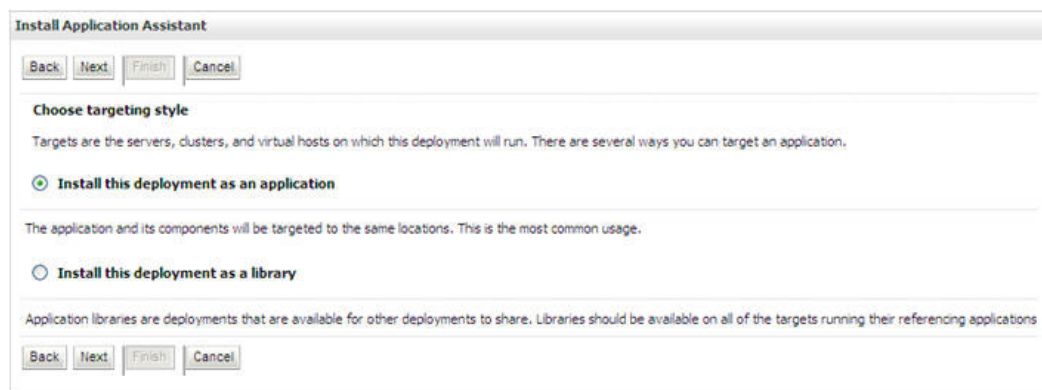 Install Application Assistant
Back Next Finish Cancel
Choose targeting style
Targets are the servers, clusters, and virtual hosts on which this deployment will run. There are several ways you can target an application.
Install this deployment as an application
The application and its components will be targeted to the same locations. This is the most common usage.
Install this deployment as a library
Application libraries are deployments that are available for other deployments to share. Libraries should be available on all of the targets running their referencing applications
Back Next Finish Cancel